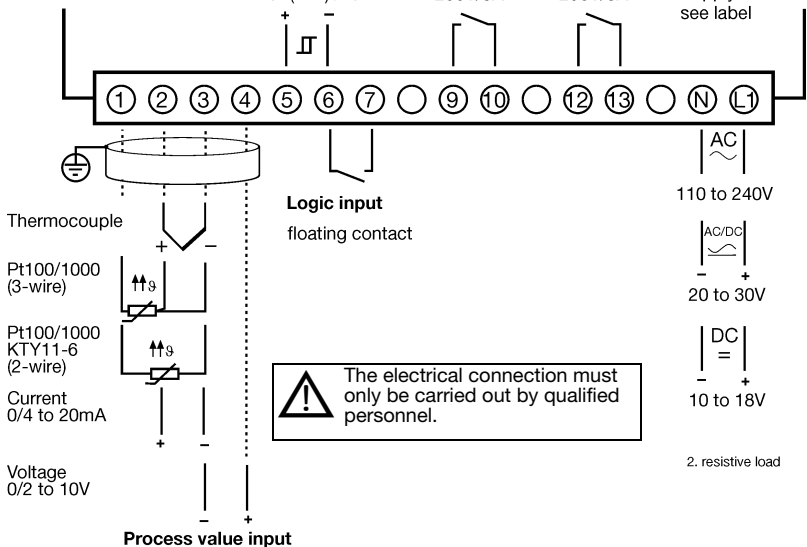 see label
+ −
1 2 3 4 5 6 7 9 10 12 13 N L1
AC
110 to 240V
Logic input
floating contact
Thermocouple
+ −
AC/DC
− +
20 to 30V
Pt100/1000
(3-wire)
ϑ
Pt100/1000
KTY11-6
(2-wire)
ϑ
DC
=
− +
10 to 18V
The electrical connection must
only be carried out by qualified
personnel.
Current
0/4 to 20mA
+ −
2. resistive load
Voltage
0/2 to 10V
− +
Process value input